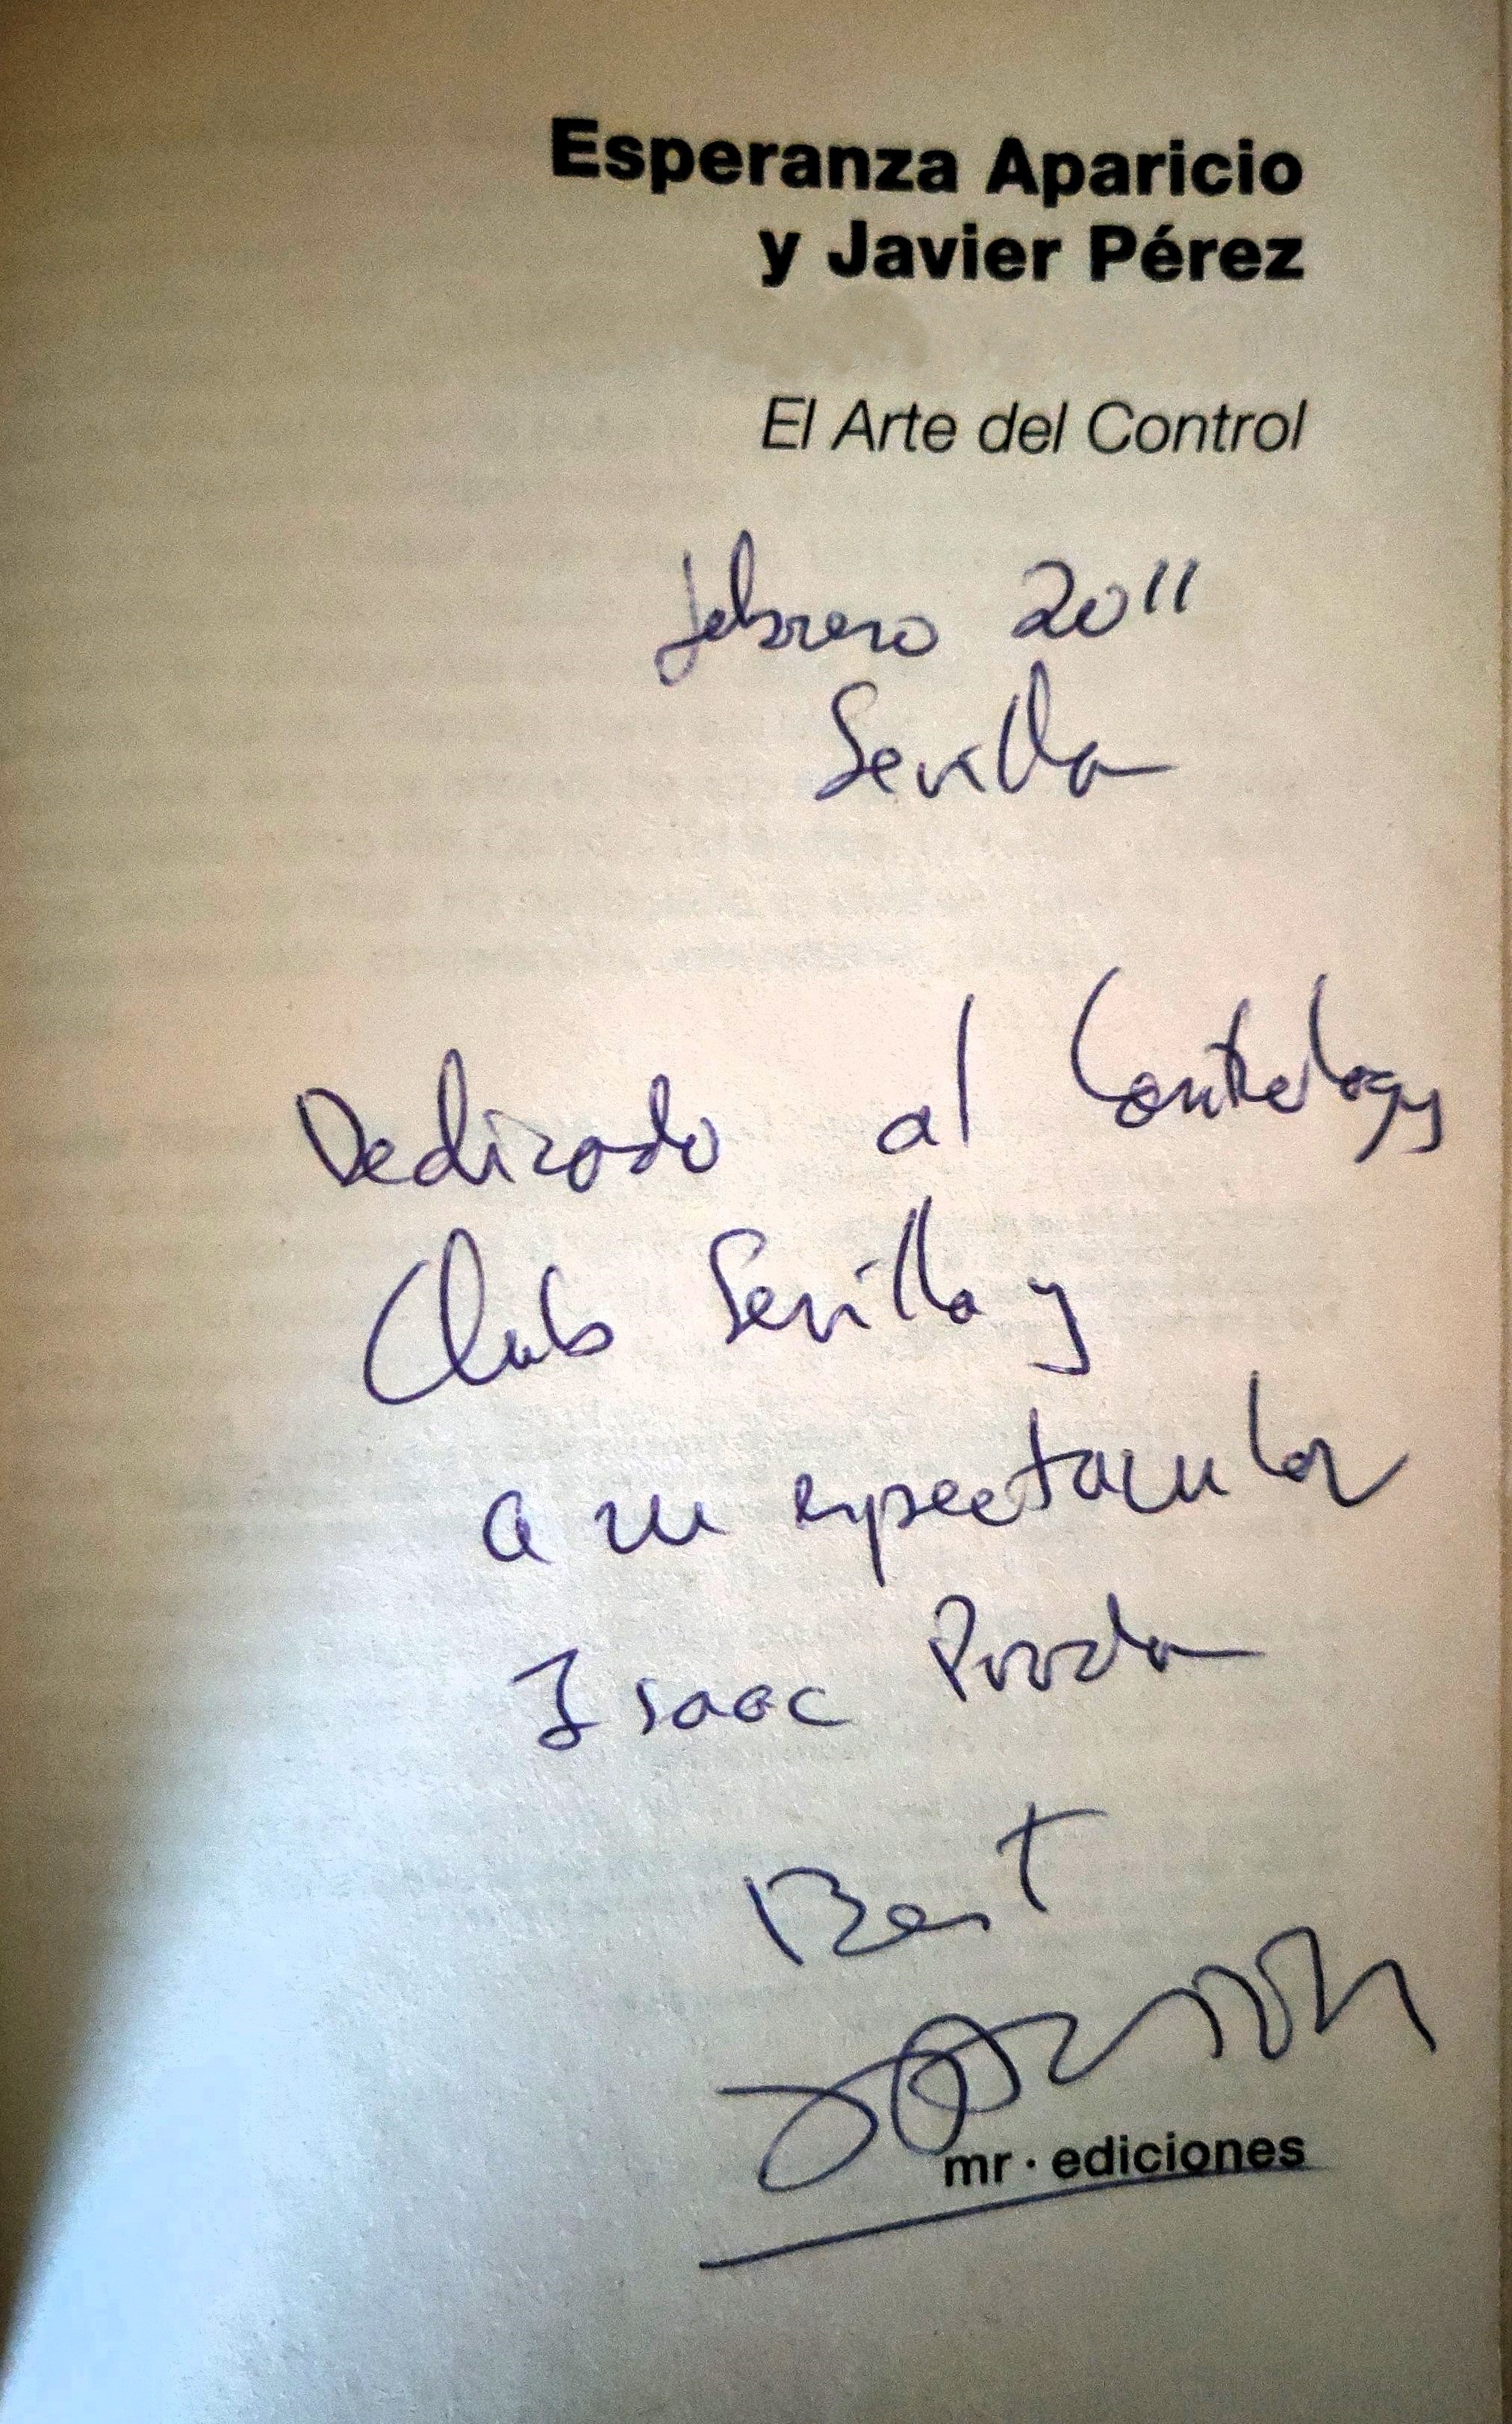 Esperanza Aparicio
y Javier Pérez
El Arte del Control
febrero 2011
Sevilla
Dedicado al Contrology
Club Sevilla y
a su espectacular
Isaac
Best
mr · ediciones